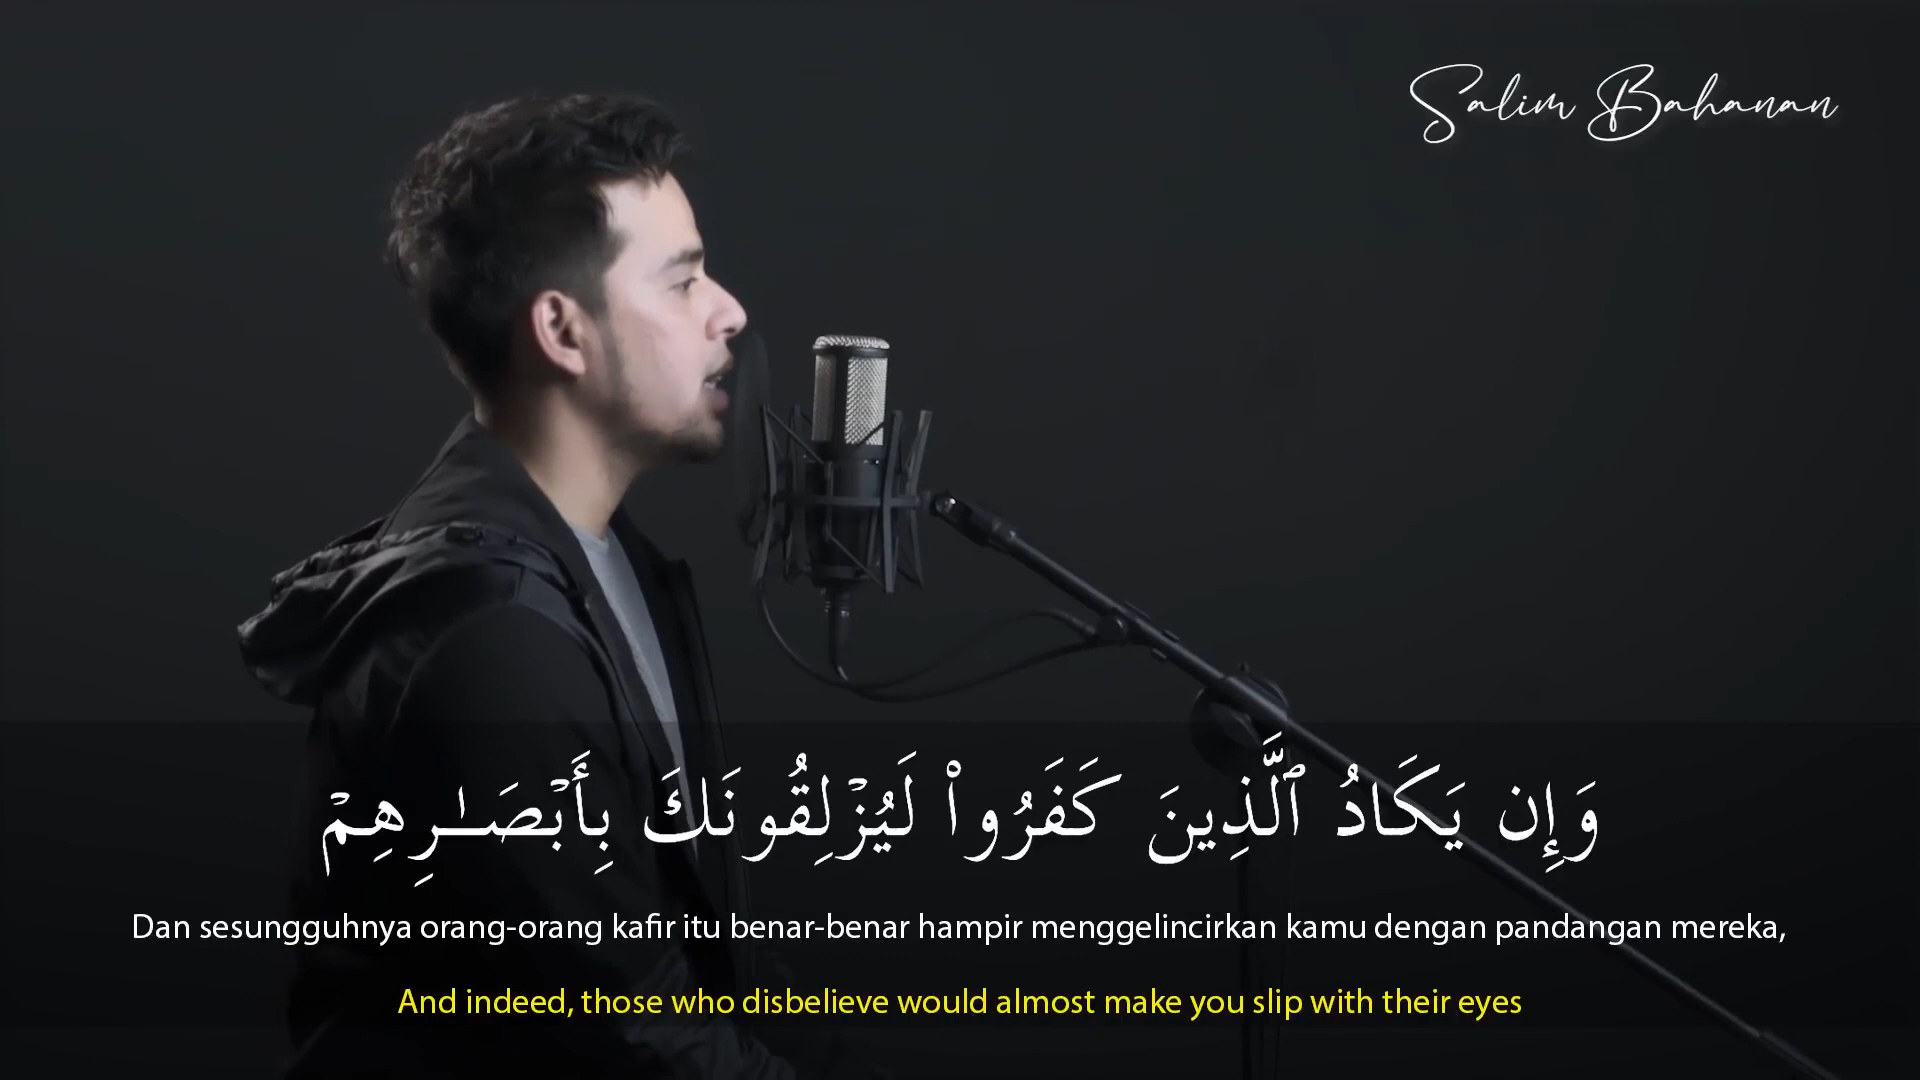 Salim Bahanan
وَإِن يَكَادُ ٱلَّذِينَ كَفَرُوا۟ لَيُزْلِقُونَكَ بِأَبْصَـٰرِهِمْ
Dan sesungguhnya orang-orang kafir itu benar-benar hampir menggelincirkan kamu dengan pandangan mereka,
And indeed, those who disbelieve would almost make you slip with their eyes